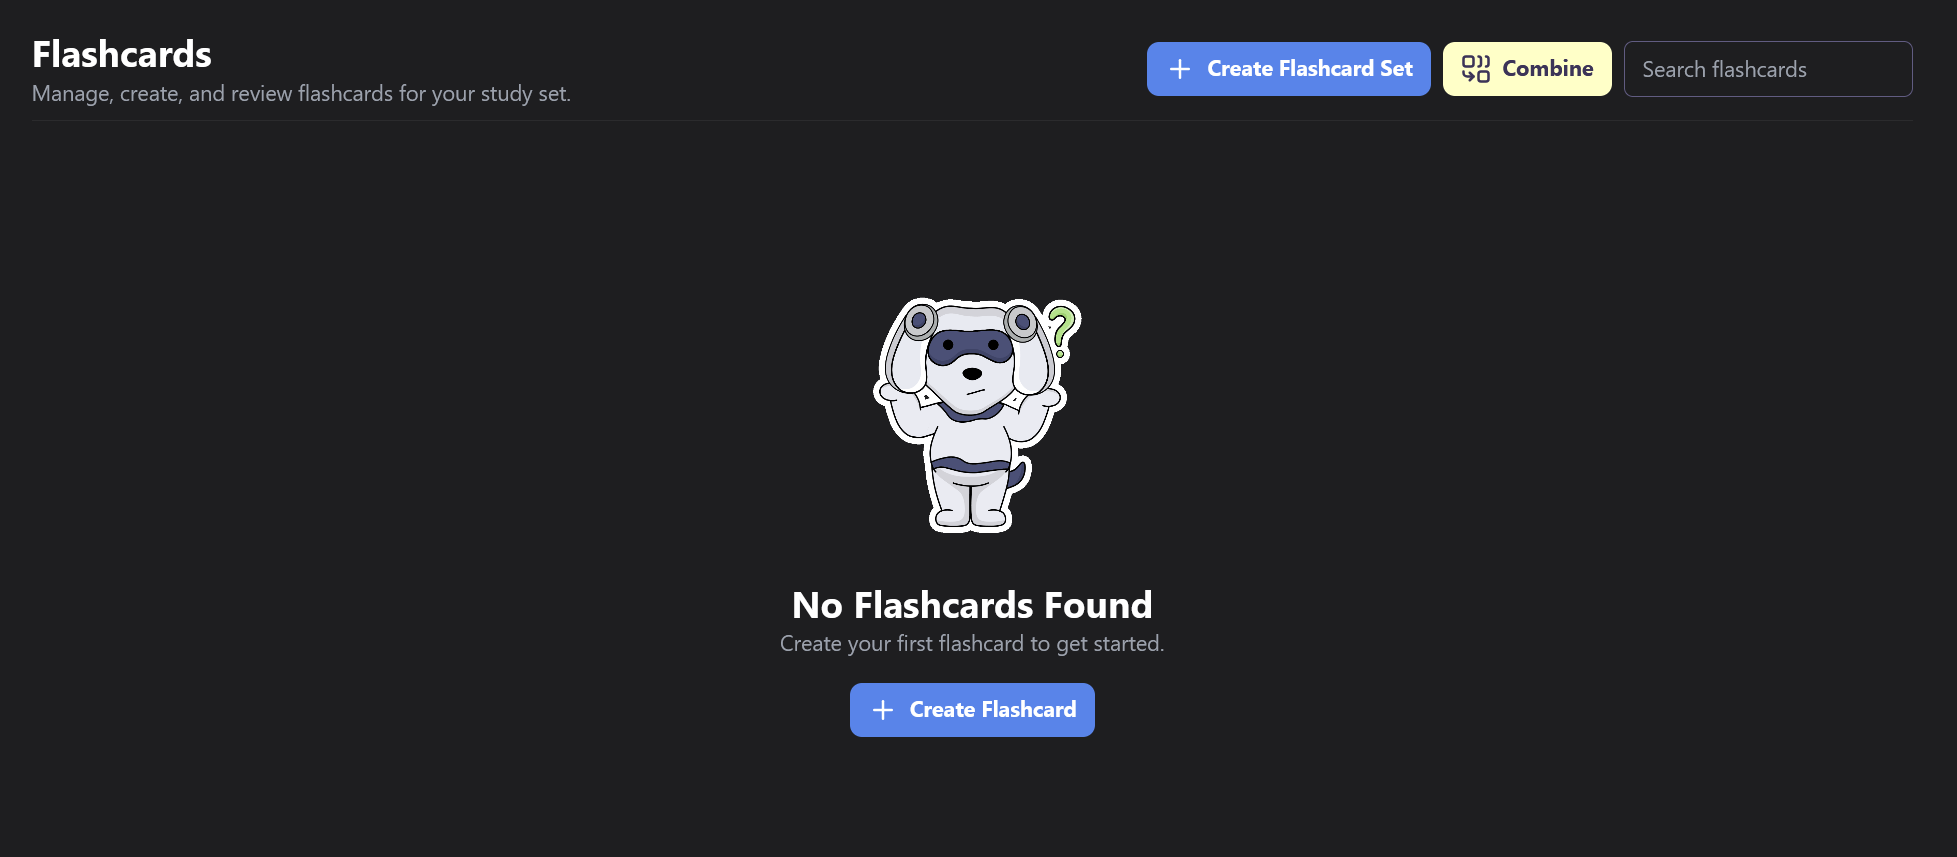 Flashcards
Manage, create, and review flashcards for your study set.
Create Flashcard Set
Combine
Search flashcards
?
No Flashcards Found
Create your first flashcard to get started.
Create Flashcard